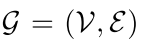 𝒢 = (𝒱, ℰ)